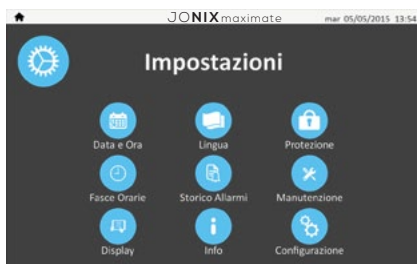 JONIXmaximate mar 05/05/2015 13:54
Impostazioni
Data e Ora Lingua Protezione
Fasce Orarie Storico Allarmi Manutenzione
Display Info Configurazione